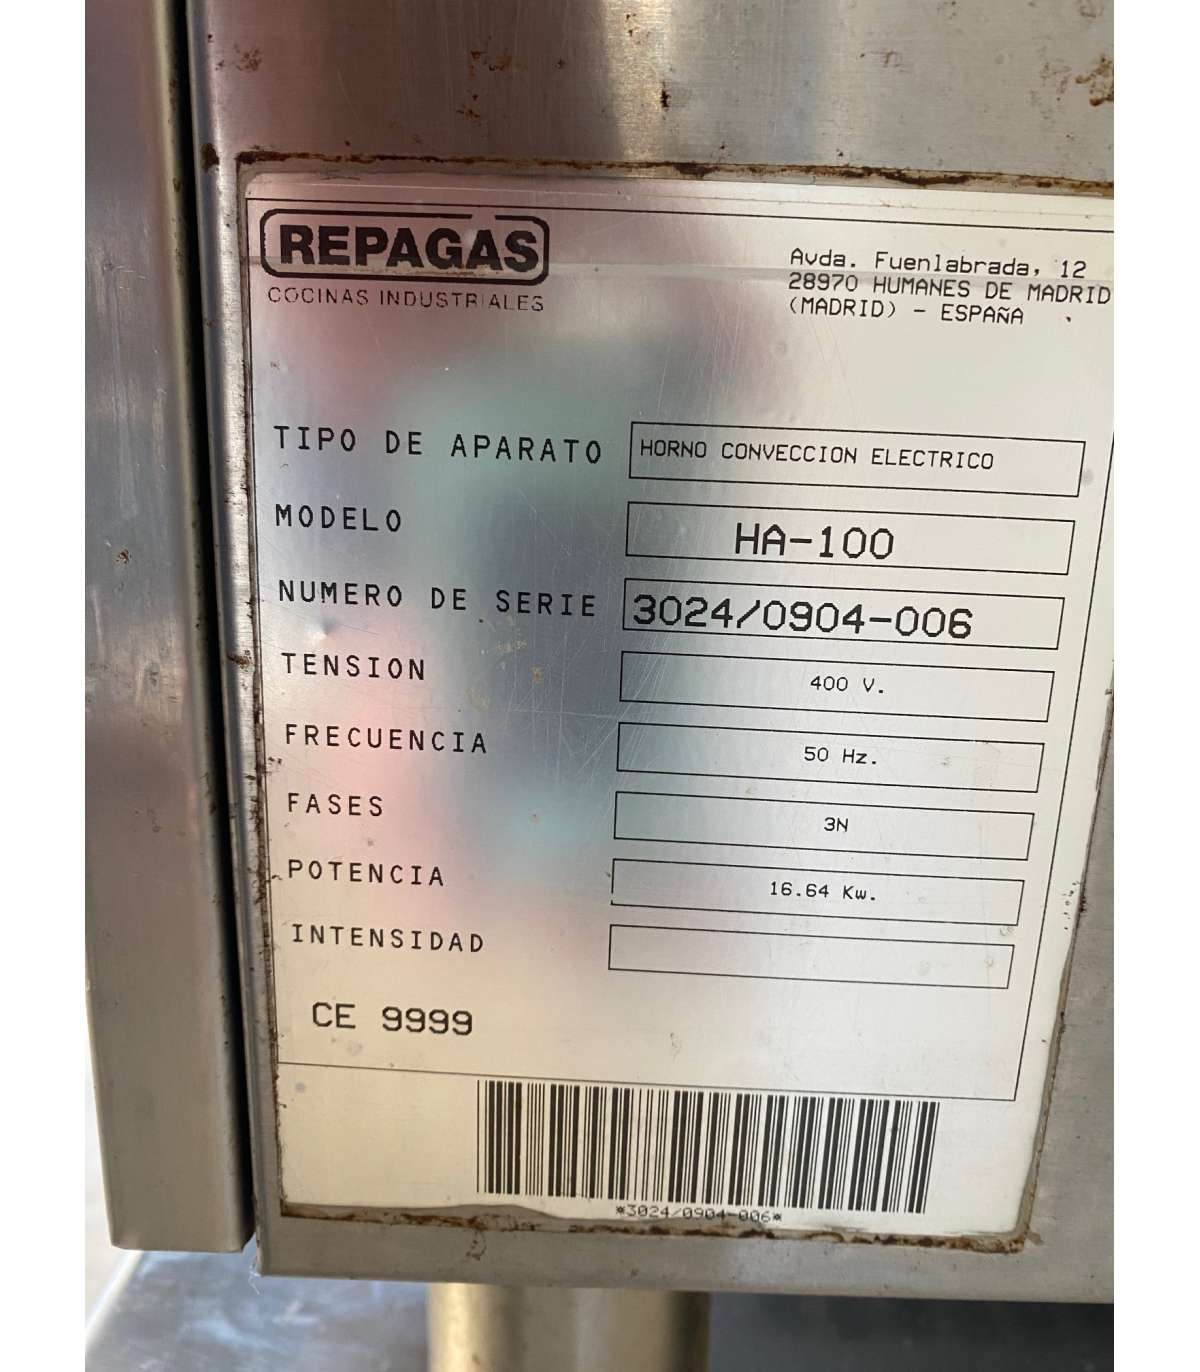 REPAGAS
COCINAS INDUSTRIALES
Avda. Fuenlabrada, 12
28970 HUMANES DE MADRID
(MADRID) - ESPAÑA
TIPO DE APARATO HORNO CONVECCION ELECTRICO
MODELO HA-100
NUMERO DE SERIE 3024/0904-006
TENSION 400 V.
FRECUENCIA 50 Hz.
FASES 3N
POTENCIA 16.64 Kw.
INTENSIDAD
CE 9999
*3024/0904-006*